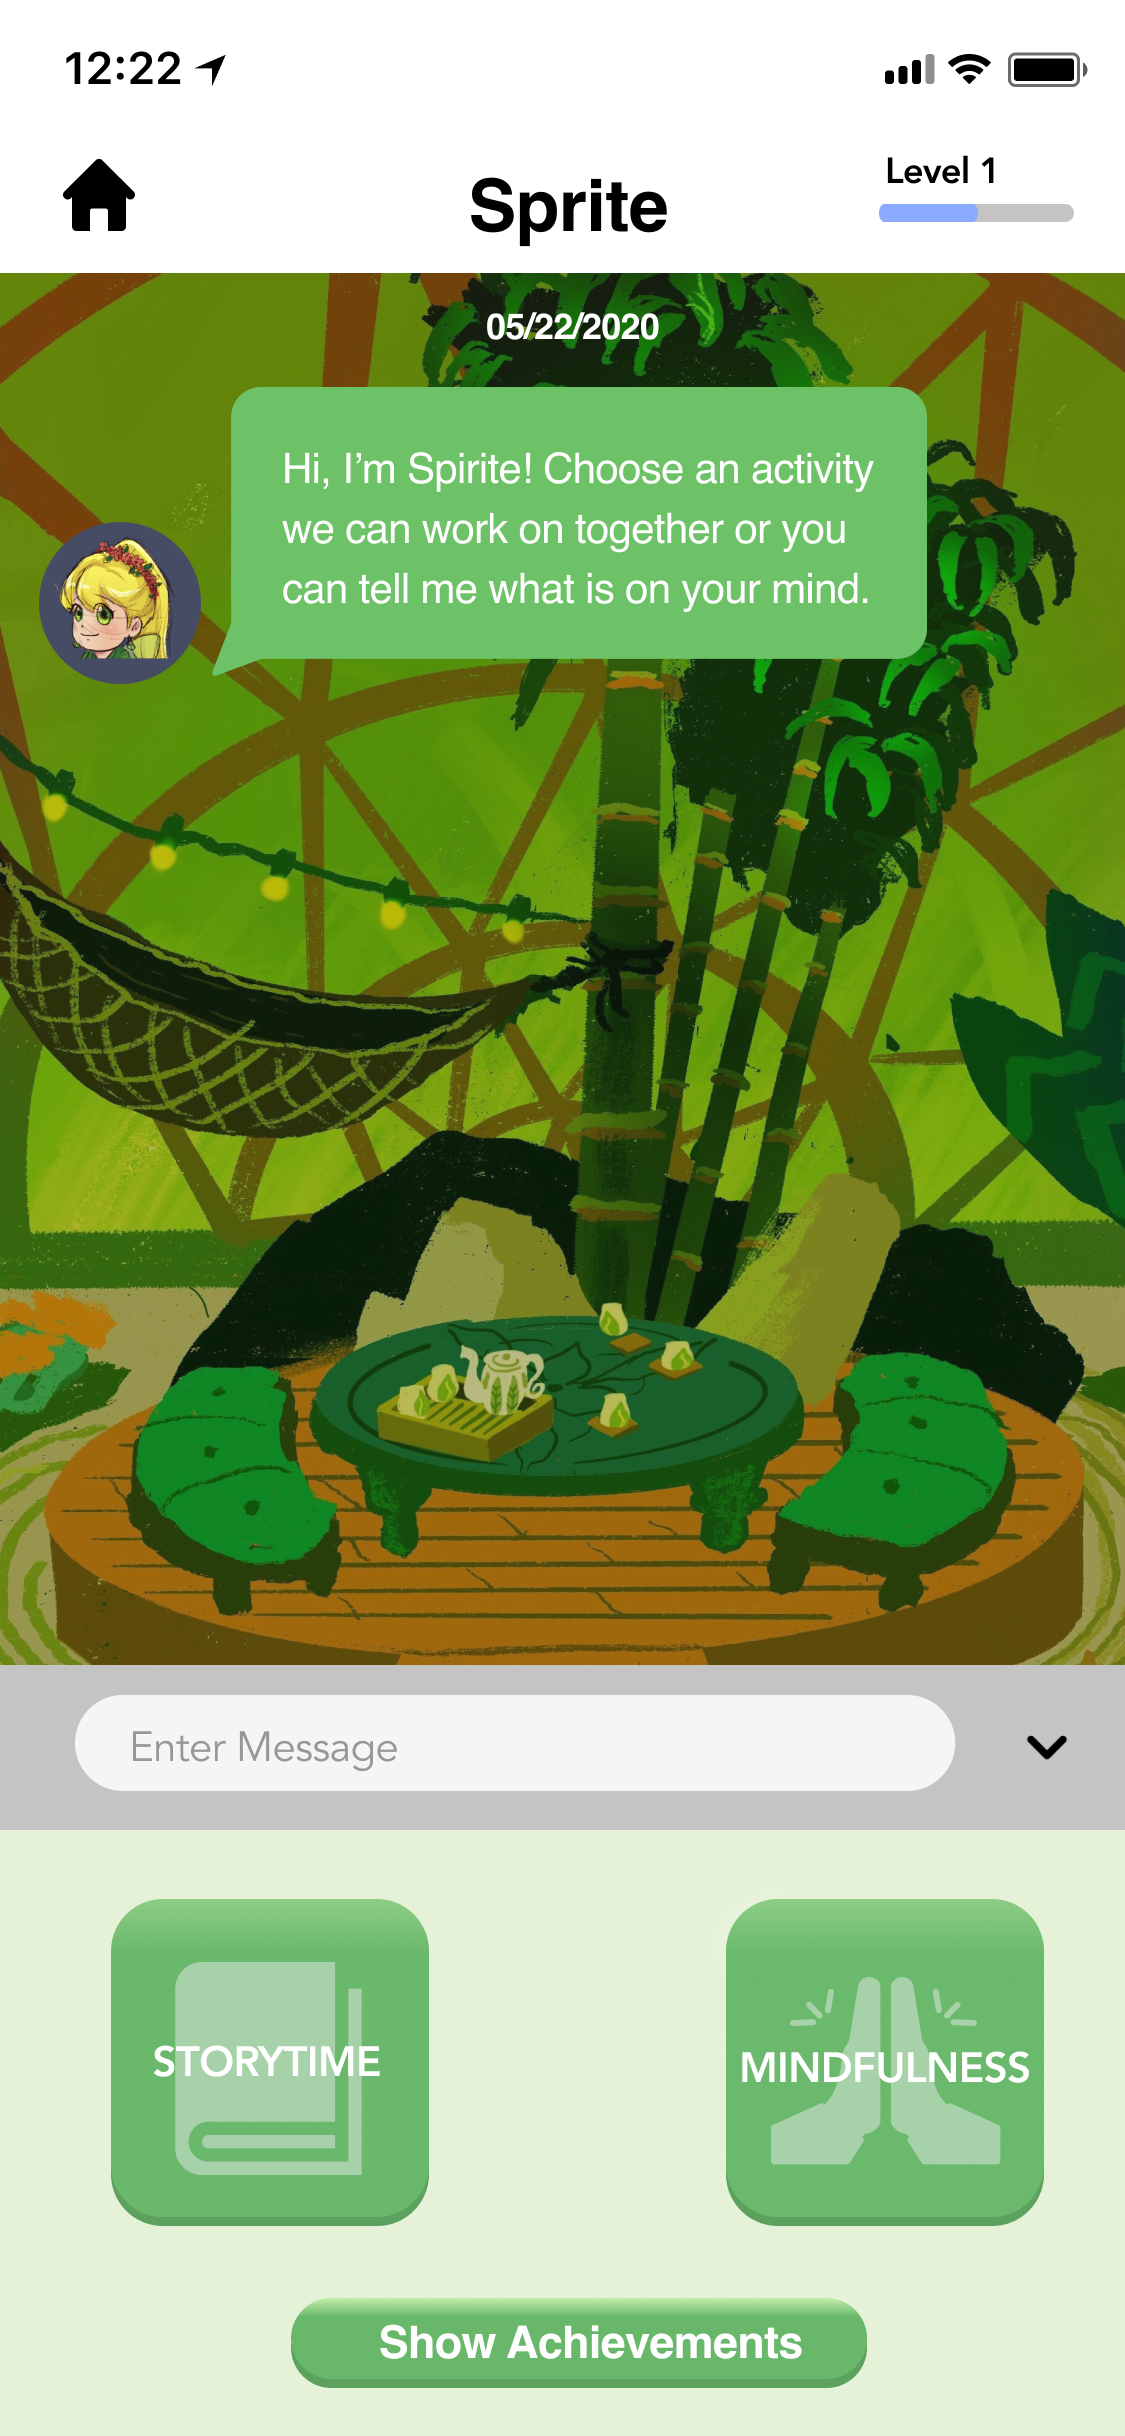 12:22
Level 1
Sprite
05/22/2020
Hi, I’m Spirite! Choose an activity
we can work on together or you
can tell me what is on your mind.
Enter Message
STORYTIME
MINDFULNESS
Show Achievements